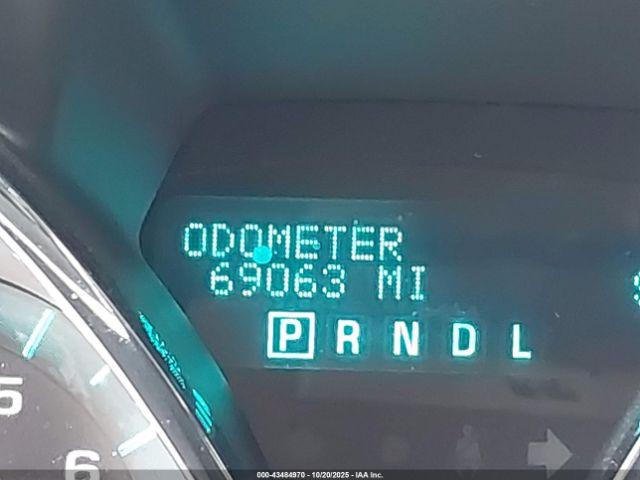 ODOMETER
69063 MI
P R N D L
5
6
000-43484970 - 10/20/2025 - IAA Inc.